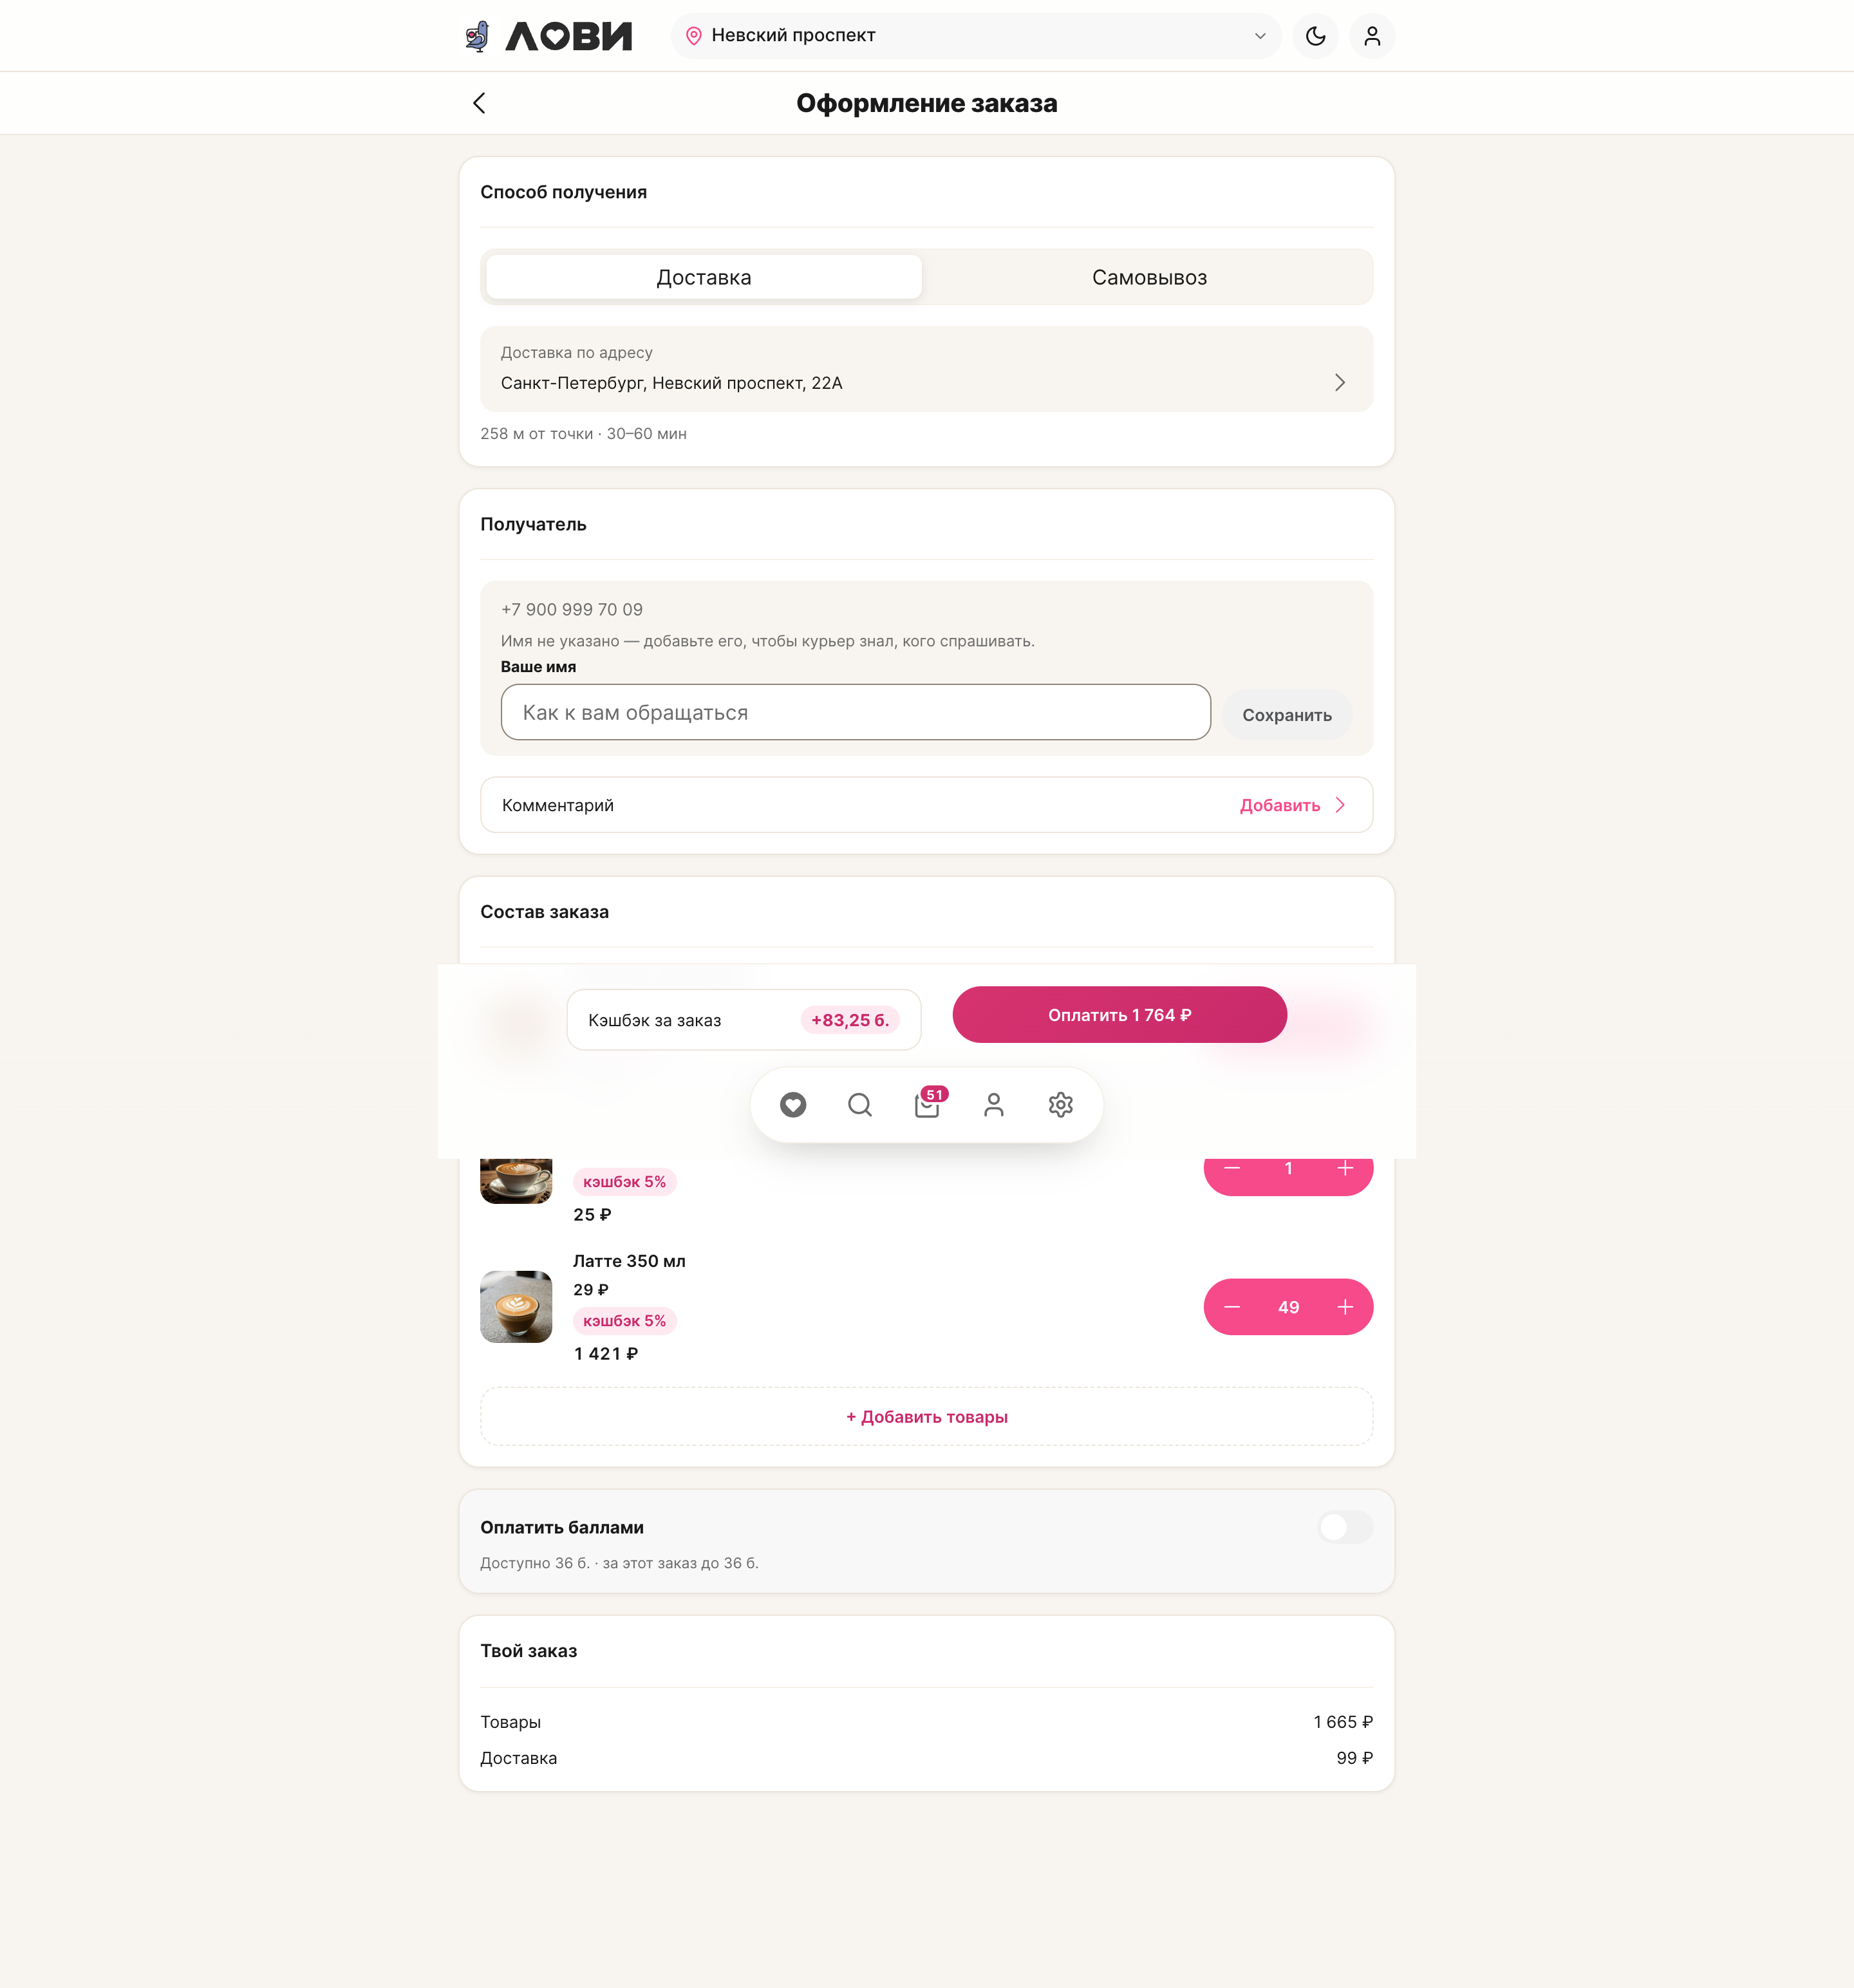 ЛОВИ
Невский проспект
Оформление заказа
Способ получения
Доставка
Самовывоз
Доставка по адресу
Санкт-Петербург, Невский проспект, 22А
258 м от точки · 30–60 мин
Получатель
+7 900 999 70 09
Имя не указано — добавьте его, чтобы курьер знал, кого спрашивать.
Ваше имя
Как к вам обращаться
Сохранить
Комментарий
Добавить
Состав заказа
Кэшбэк за заказ
+83,25 б.
Оплатить 1 764 ₽
51
кэшбэк 5%
1
25 ₽
Латте 350 мл
29 ₽
кэшбэк 5%
49
1 421 ₽
+ Добавить товары
Оплатить баллами
Доступно 36 б. · за этот заказ до 36 б.
Твой заказ
Товары
1 665 ₽
Доставка
99 ₽